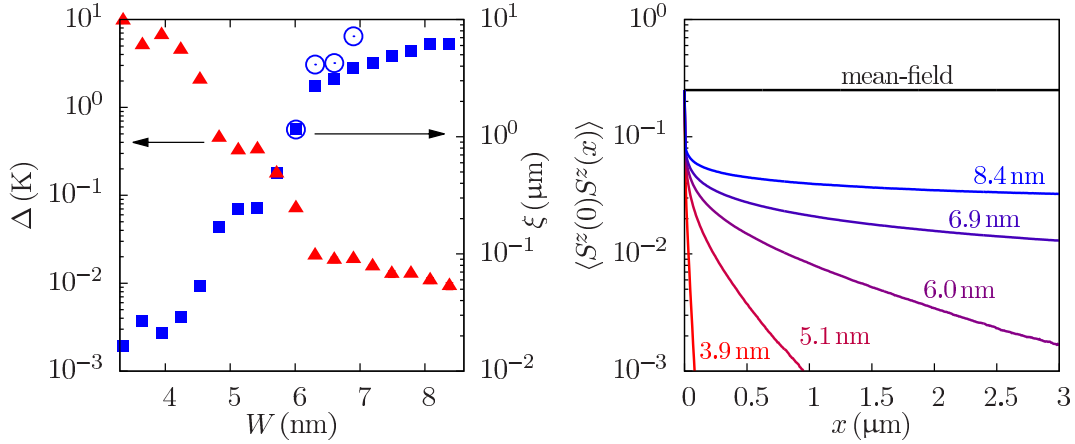 10^1
10^0
10^{-1}
10^{-2}
10^{-3}
Δ (K)
4 5 6 7 8
W (nm)
10^1
10^0
10^{-1}
10^{-2}
ξ (μm)
10^0
10^{-1}
10^{-2}
10^{-3}
⟨S^z(0)S^z(x)⟩
mean-field
8.4 nm
6.9 nm
6.0 nm
5.1 nm
3.9 nm
0 0.5 1 1.5 2 2.5 3
x (μm)